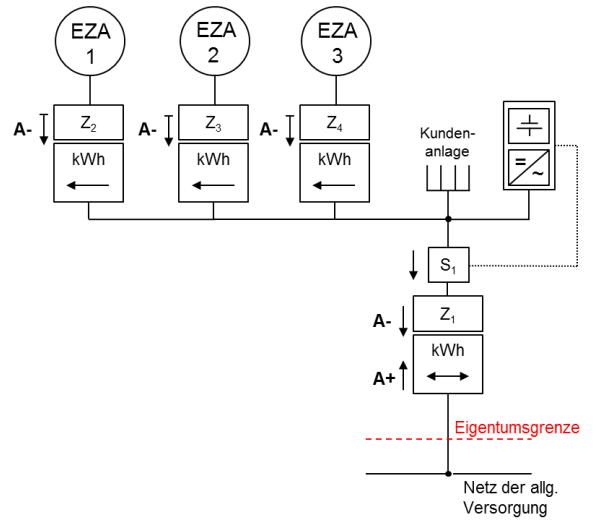 EZA
1
EZA
2
EZA
3
A-
Z₂
kWh
A-
Z₃
kWh
A-
Z₄
kWh
Kunden-
anlage
=
~
S₁
A-
Z₁
A+
kWh
Eigentumsgrenze
Netz der allg.
Versorgung